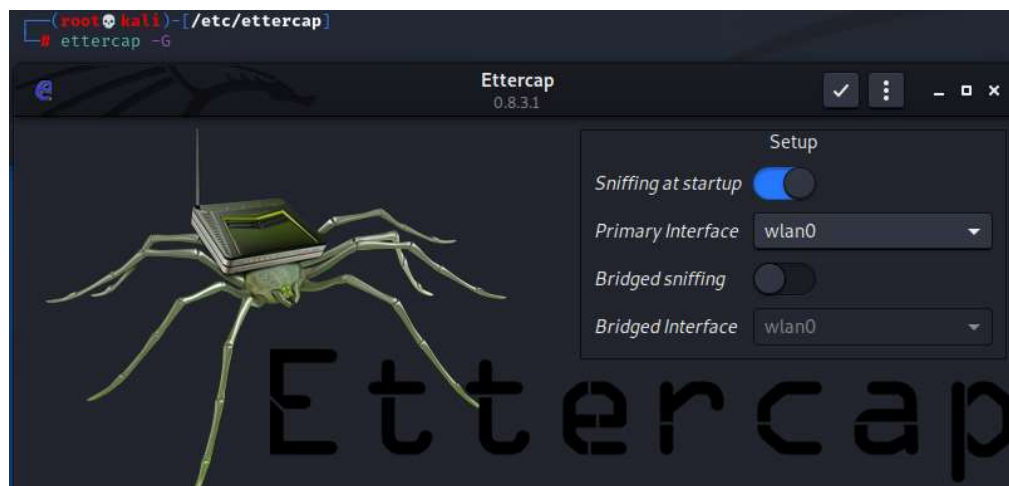 (root💀kali)-[/etc/ettercap]
# ettercap -G
Ettercap
0.8.3.1
Setup
Sniffing at startup
Primary Interface wlan0
Bridged sniffing
Bridged Interface wlan0
Ettercap